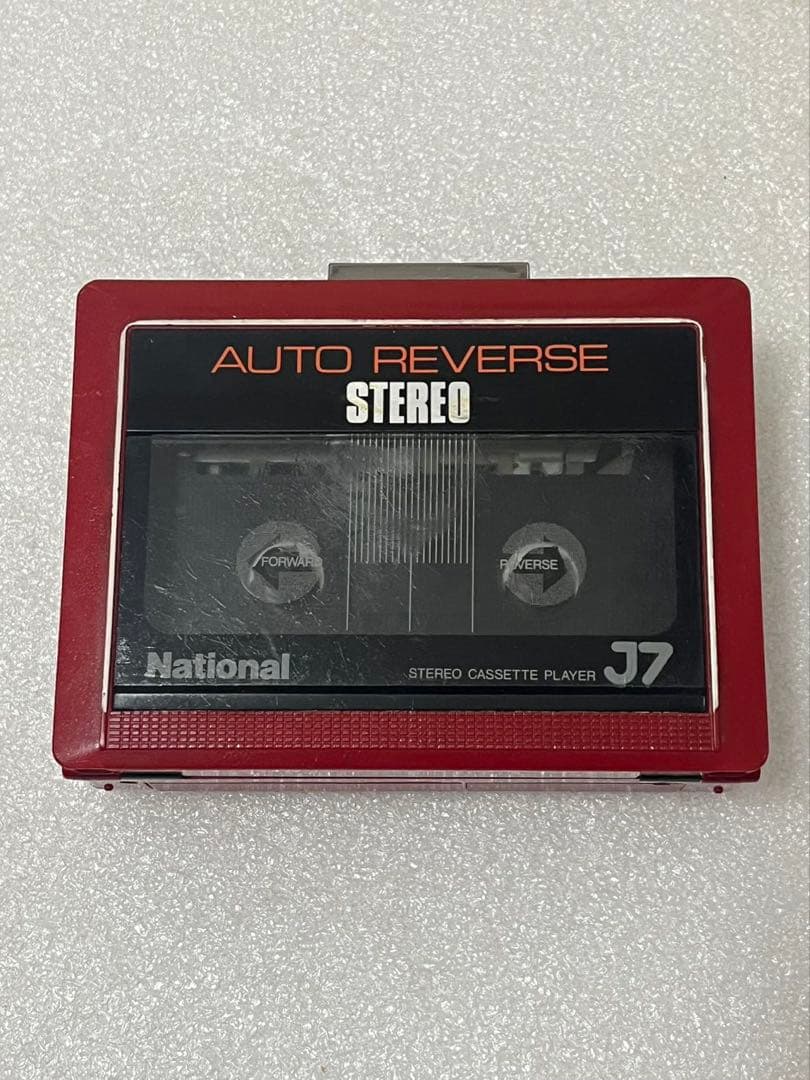 AUTO REVERSE
STEREO
FORWARD
REVERSE
National
STEREO CASSETTE PLAYER J7